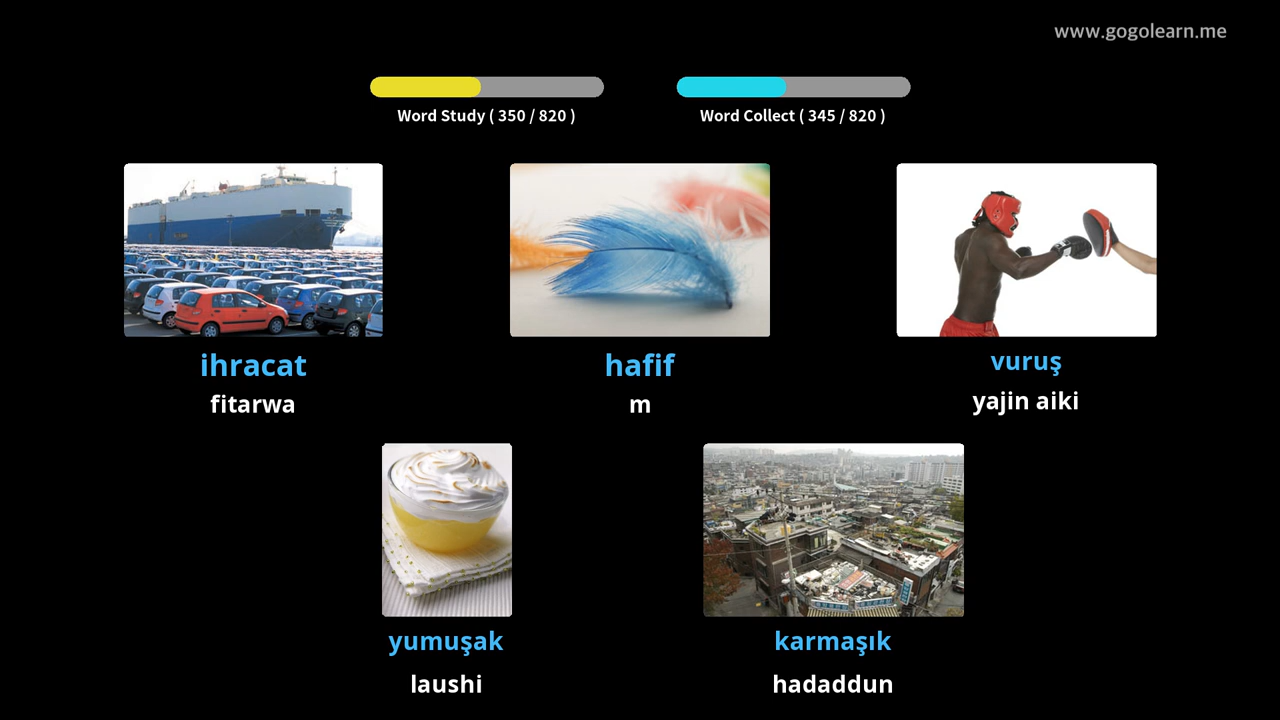 www.gogolearn.me
Word Study ( 350 / 820 )
Word Collect ( 345 / 820 )
ihracat
fitarwa
hafif
m
vuruş
yajin aiki
yumuşak
laushi
karmaşık
hadaddun